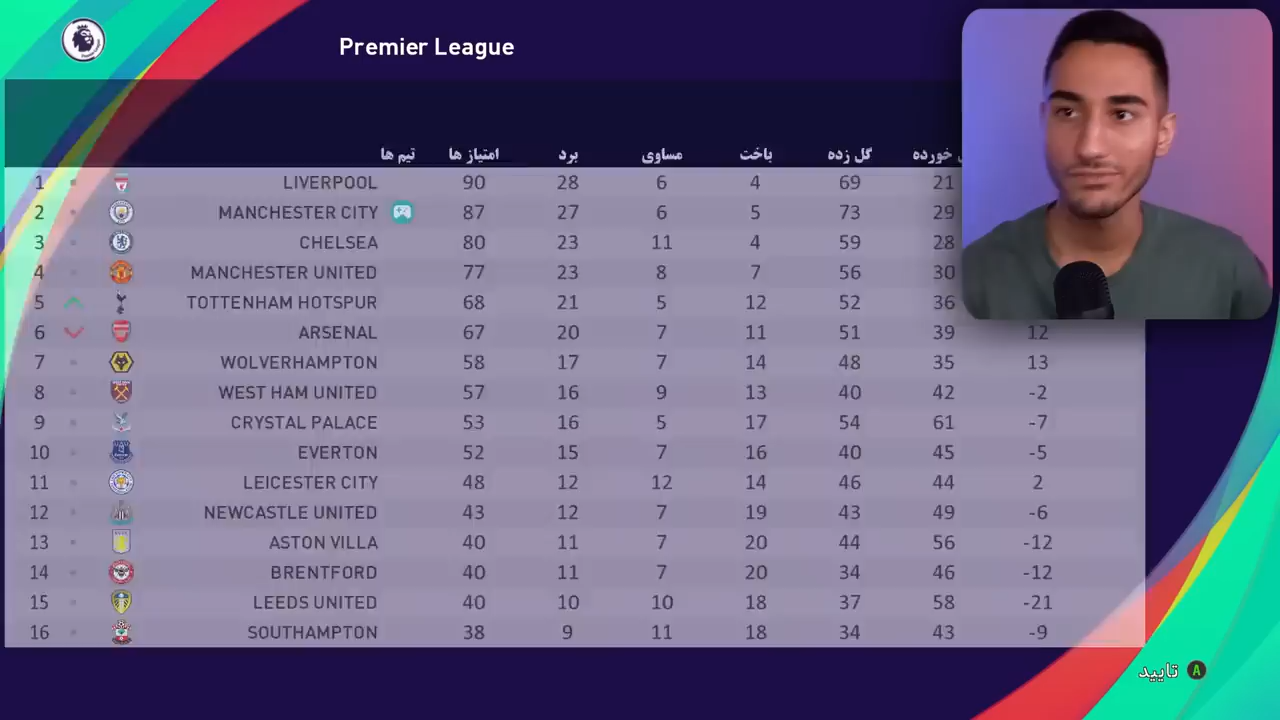 Premier League
تیم ها امتیاز ها برد مساوی باخت گل زده خورده
1 LIVERPOOL 90 28 6 4 69 21
2 MANCHESTER CITY 87 27 6 5 73 29
3 CHELSEA 80 23 11 4 59 28
4 MANCHESTER UNITED 77 23 8 7 56 30
5 TOTTENHAM HOTSPUR 68 21 5 12 52 36
6 ARSENAL 67 20 7 11 51 39 12
7 WOLVERHAMPTON 58 17 7 14 48 35 13
8 WEST HAM UNITED 57 16 9 13 40 42 -2
9 CRYSTAL PALACE 53 16 5 17 54 61 -7
10 EVERTON 52 15 7 16 40 45 -5
11 LEICESTER CITY 48 12 12 14 46 44 2
12 NEWCASTLE UNITED 43 12 7 19 43 49 -6
13 ASTON VILLA 40 11 7 20 44 56 -12
14 BRENTFORD 40 11 7 20 34 46 -12
15 LEEDS UNITED 40 10 10 18 37 58 -21
16 SOUTHAMPTON 38 9 11 18 34 43 -9
تایید A